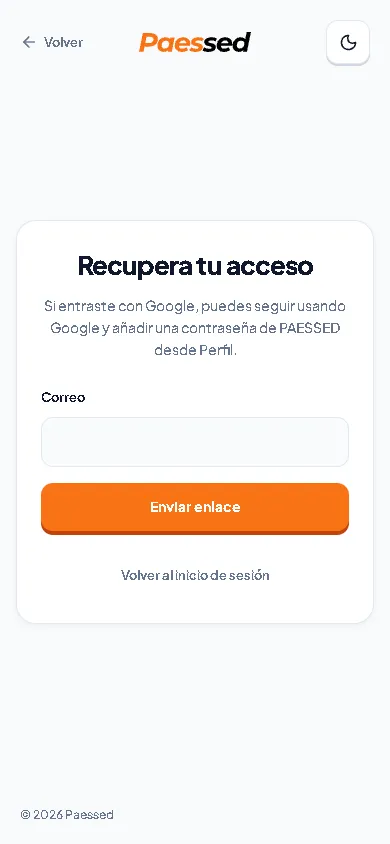 Volver
Paessed
Recupera tu acceso
Si entraste con Google, puedes seguir usando
Google y añadir una contraseña de PAESSED
desde Perfil.
Correo
Enviar enlace
Volver al inicio de sesión
© 2026 Paessed